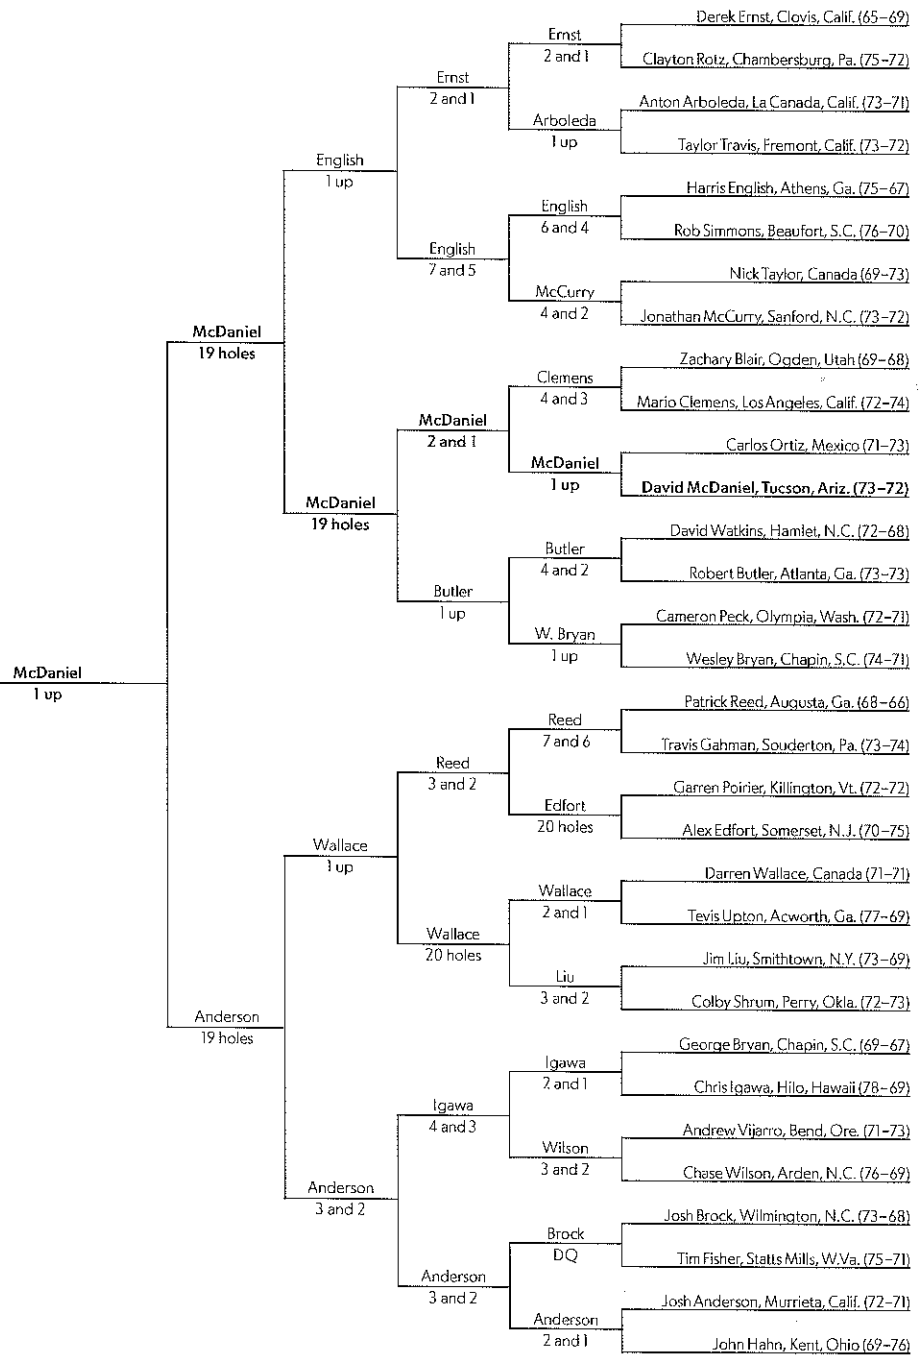 Derek Ernst, Clovis, Calif. (65–69)
Ernst
2 and 1
Clayton Rotz, Chambersburg, Pa. (75–72)
Ernst
2 and 1
Anton Arboleda, La Canada, Calif. (73–71)
Arboleda
1 up
Taylor Travis, Fremont, Calif. (73–72)
English
1 up
Harris English, Athens, Ga. (75–67)
English
6 and 4
Rob Simmons, Beaufort, S.C. (76–70)
English
7 and 5
Nick Taylor, Canada (69–73)
McCurry
4 and 2
Jonathan McCurry, Sanford, N.C. (73–72)
McDaniel
19 holes
Zachary Blair, Ogden, Utah (69–68)
Clemens
4 and 3
Mario Clemens, Los Angeles, Calif. (72–74)
McDaniel
2 and 1
Carlos Ortiz, Mexico (71–73)
McDaniel
1 up
David McDaniel, Tucson, Ariz. (73–72)
McDaniel
19 holes
David Watkins, Hamlet, N.C. (72–68)
Butler
4 and 2
Robert Butler, Atlanta, Ga. (73–73)
Butler
1 up
Cameron Peck, Olympia, Wash. (72–71)
W. Bryan
1 up
Wesley Bryan, Chapin, S.C. (74–71)
McDaniel
1 up
Patrick Reed, Augusta, Ga. (68–66)
Reed
7 and 6
Travis Gahman, Souderton, Pa. (73–74)
Reed
3 and 2
Garren Poirier, Killington, Vt. (72–72)
Edfort
20 holes
Alex Edfort, Somerset, N.J. (70–75)
Wallace
1 up
Darren Wallace, Canada (71–71)
Wallace
2 and 1
Tevis Upton, Acworth, Ga. (77–69)
Wallace
20 holes
Jim Liu, Smithtown, N.Y. (73–69)
Liu
3 and 2
Colby Shrum, Perry, Okla. (72–73)
Anderson
19 holes
George Bryan, Chapin, S.C. (69–67)
Igawa
2 and 1
Chris Igawa, Hilo, Hawaii (78–69)
Igawa
4 and 3
Andrew Vijarro, Bend, Ore. (71–73)
Wilson
3 and 2
Chase Wilson, Arden, N.C. (76–69)
Anderson
3 and 2
Josh Brock, Wilmington, N.C. (73–68)
Brock
DQ
Tim Fisher, Statts Mills, W.Va. (75–71)
Anderson
3 and 2
Josh Anderson, Murrieta, Calif. (72–71)
Anderson
2 and 1
John Hahn, Kent, Ohio (69–76)